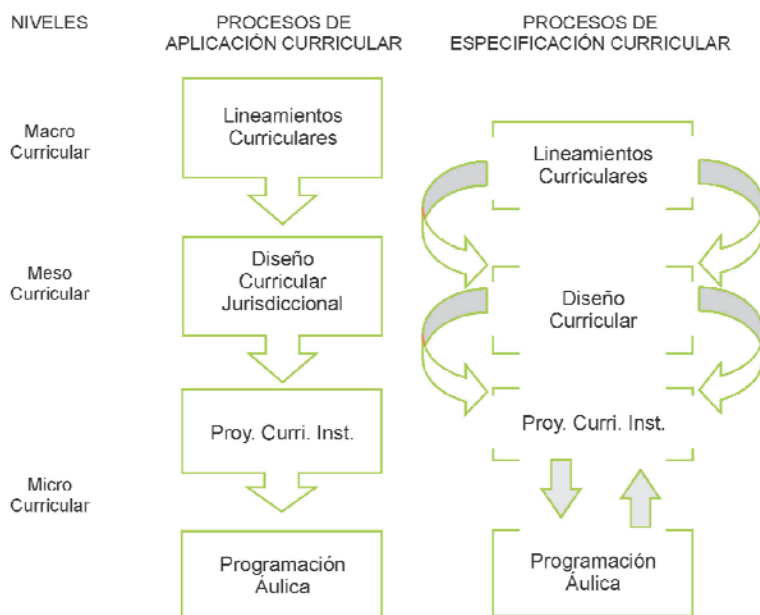 NIVELES
PROCESOS DE
APLICACIÓN CURRICULAR
PROCESOS DE
ESPECIFICACIÓN CURRICULAR
Macro
Curricular
Lineamientos
Curriculares
Lineamientos
Curriculares
Meso
Curricular
Diseño
Curricular
Jurisdiccional
Diseño
Curricular
Proy. Curri. Inst.
Proy. Curri. Inst.
Micro
Curricular
Programación
Áulica
Programación
Áulica